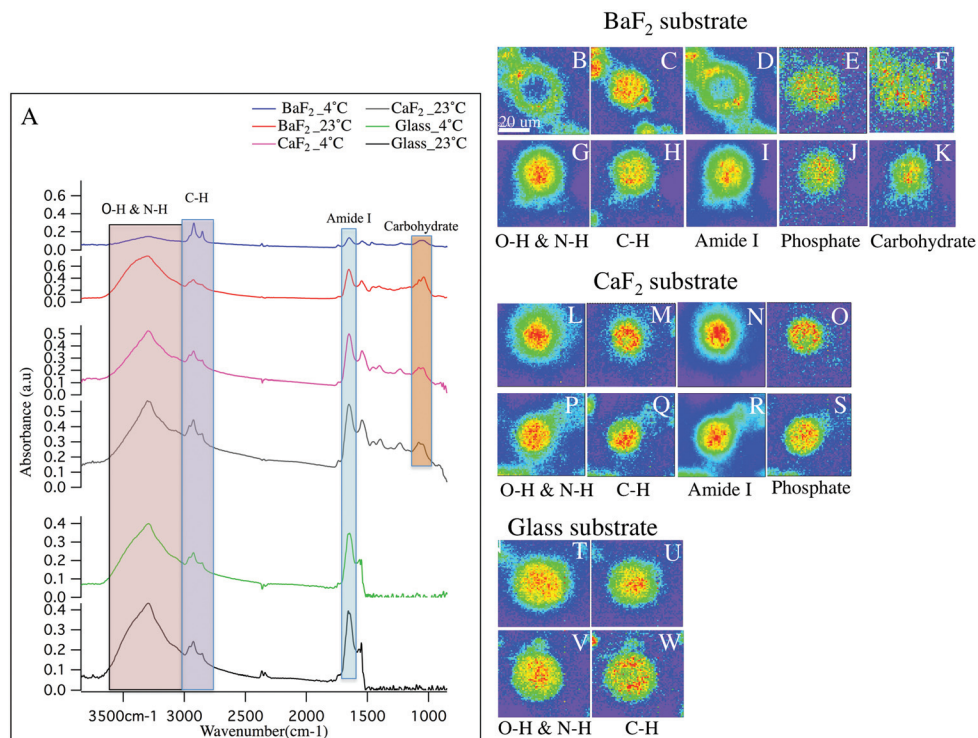 A
BaF₂_4°C
BaF₂_23°C
CaF₂_4°C
CaF₂_23°C
Glass_4°C
Glass_23°C
O-H & N-H
C-H
Amide I
Carbohydrate
0.6
0.4
0.2
0.0
0.6
0.4
0.2
0.0
0.5
0.3
0.2
0.1
0.0
0.5
0.4
0.3
0.2
0.1
0.0
0.4
0.3
0.2
0.1
0.0
0.4
0.3
0.2
0.1
0.0
Absorbance (a.u)
3500cm-1
3000
2500
2000
1500
1000
Wavenumber(cm-1)
BaF₂ substrate
B
C
D
E
F
20 um
G
H
I
J
K
O-H & N-H
C-H
Amide I
Phosphate
Carbohydrate
CaF₂ substrate
L
M
N
O
P
Q
R
S
O-H & N-H
C-H
Amide I
Phosphate
Glass substrate
T
U
V
W
O-H & N-H
C-H